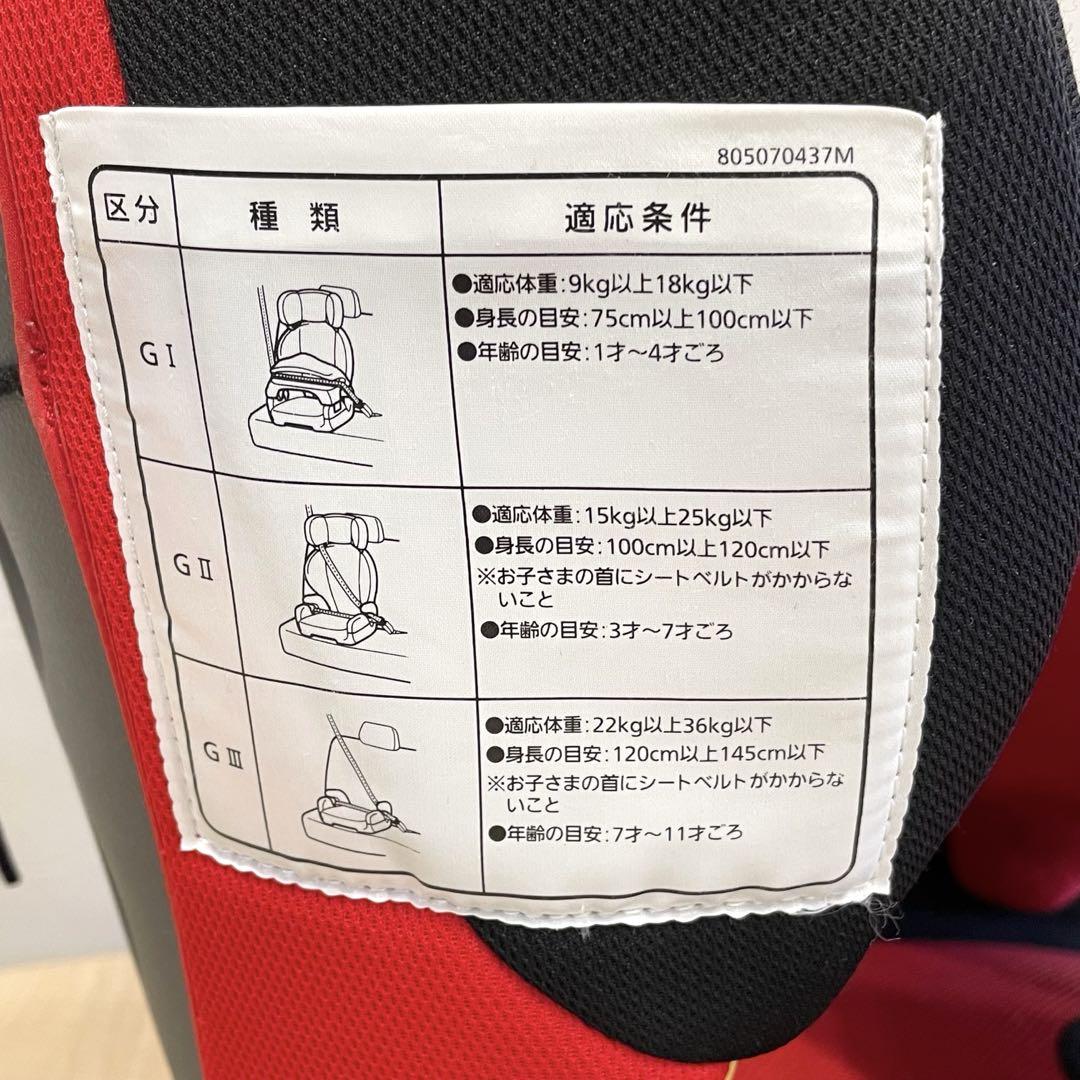 805070437M
区分 種 類 適応条件
GⅠ
●適応体重:9kg以上18kg以下
●身長の目安:75cm以上100cm以下
●年齢の目安:1才〜4才ごろ
GⅡ
●適応体重:15kg以上25kg以下
●身長の目安:100cm以上120cm以下
※お子さまの首にシートベルトがかからな
いこと
●年齢の目安:3才〜7才ごろ
GⅢ
●適応体重:22kg以上36kg以下
●身長の目安:120cm以上145cm以下
※お子さまの首にシートベルトがかからな
いこと
●年齢の目安:7才〜11才ごろ